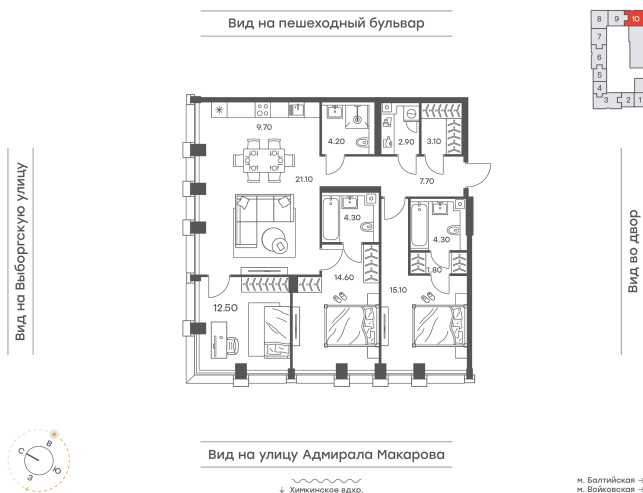 Вид на пешеходный бульвар
8 9 10
7
6
5
4
3 2 1
9.70
4.20
2.90
3.10
21.10
7.70
4.30
4.30
14.60
1.80
15.10
12.50
Вид на Выборгскую улицу
Вид во двор
Вид на улицу Адмирала Макарова
С
В
З
Ю
↓ Химкинское вдхр.
м. Балтийская
м. Войковская